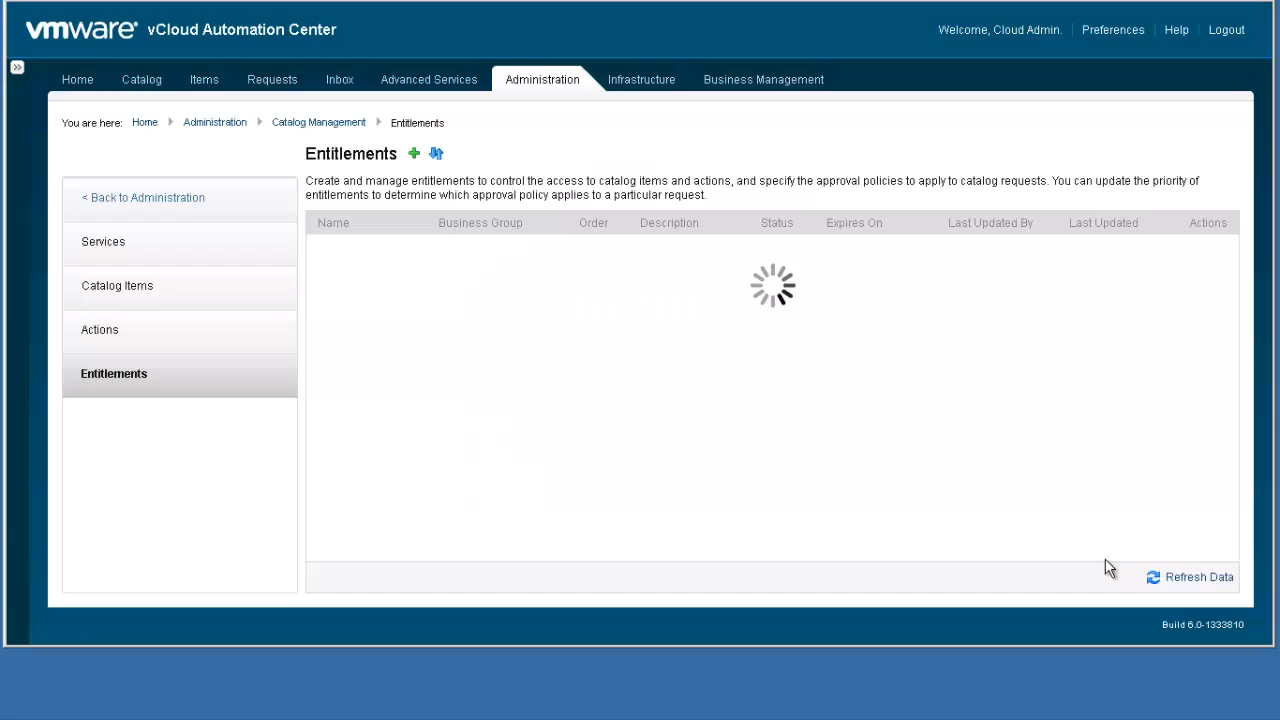 vmware vCloud Automation Center
Welcome, Cloud Admin. Preferences Help Logout
Home Catalog Items Requests Inbox Advanced Services Administration Infrastructure Business Management
You are here: Home Administration Catalog Management Entitlements
Entitlements
Create and manage entitlements to control the access to catalog items and actions, and specify the approval policies to apply to catalog requests. You can update the priority of
entitlements to determine which approval policy applies to a particular request.
< Back to Administration
Services
Catalog Items
Actions
Entitlements
Name Business Group Order Description Status Expires On Last Updated By Last Updated Actions
Refresh Data
Build 6.0-1333810